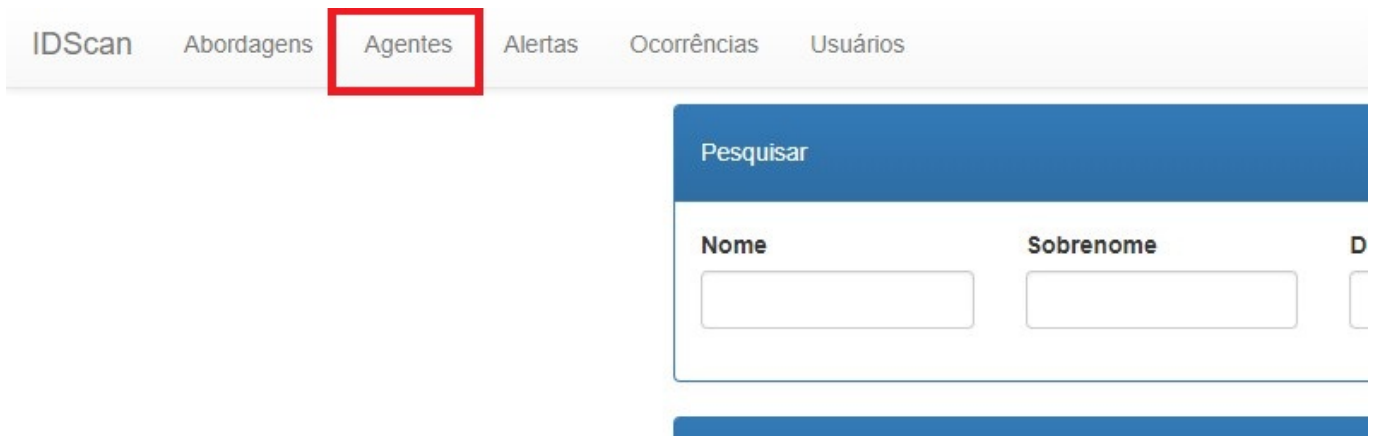 IDScan Abordagens Agentes Alertas Ocorrências Usuários
Pesquisar
Nome Sobrenome D